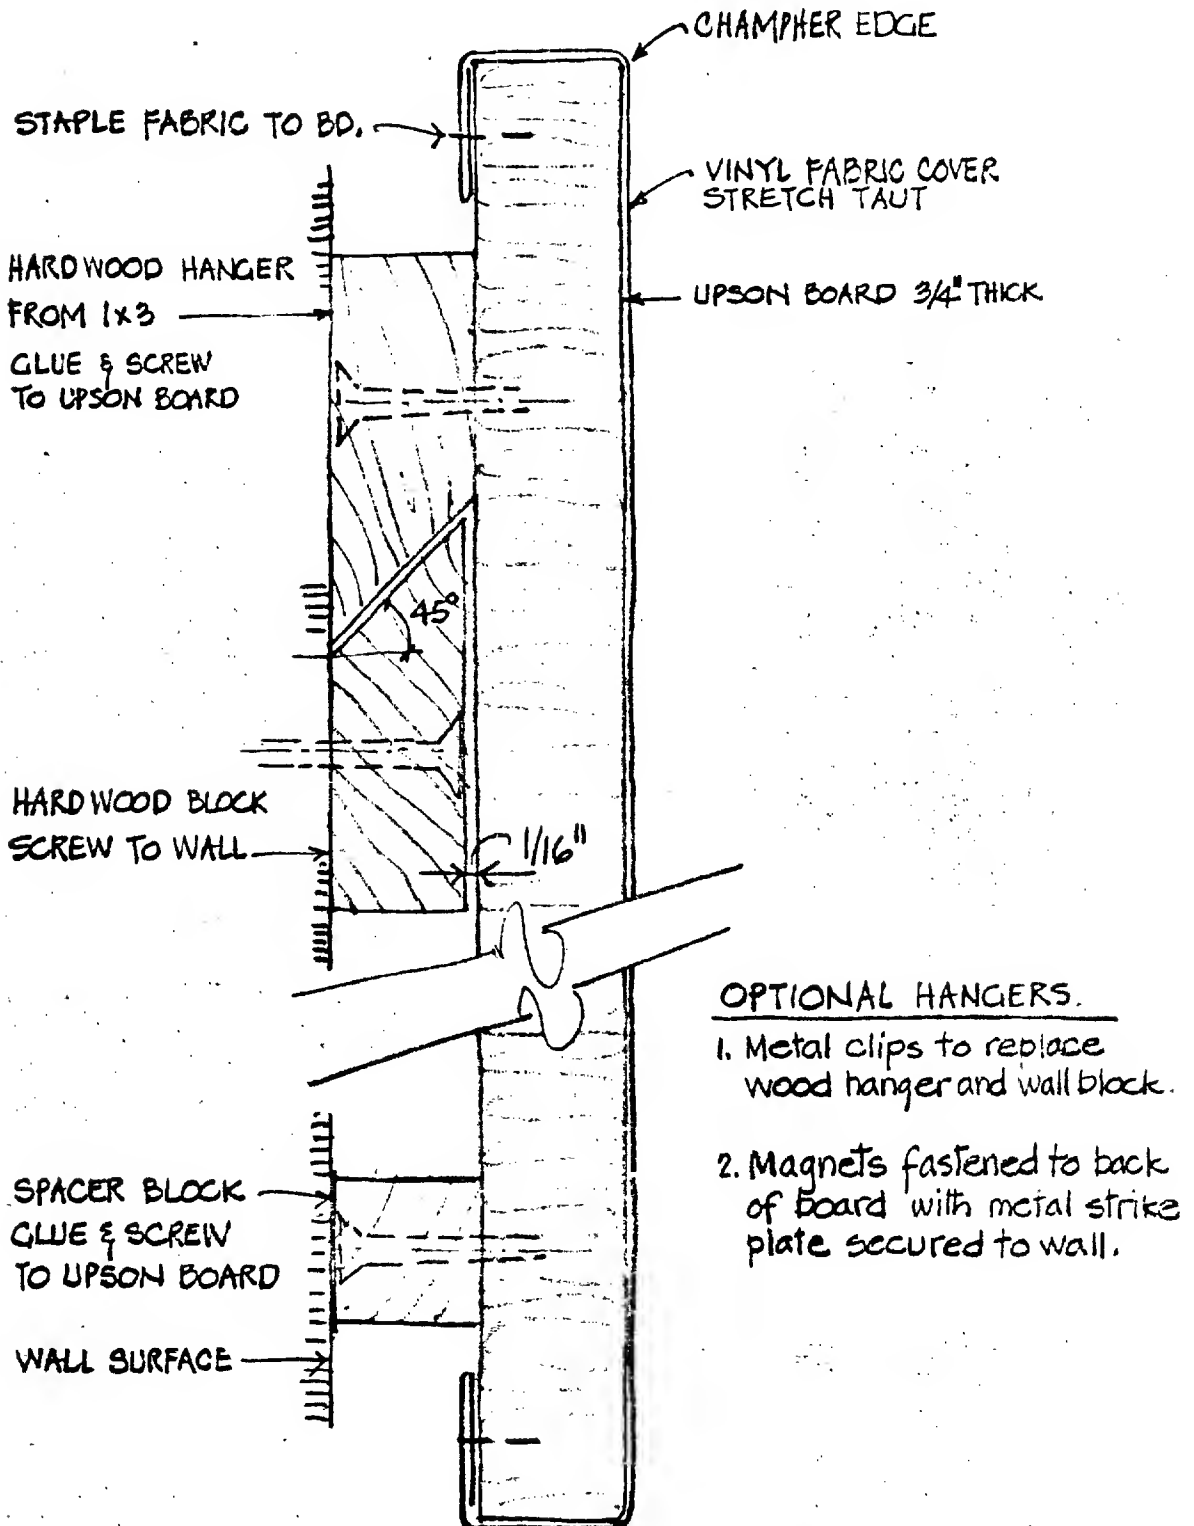 CHAMPHER EDGE
STAPLE FABRIC TO BD.
VINYL FABRIC COVER
STRETCH TAUT
HARDWOOD HANGER
FROM 1x3
GLUE & SCREW
TO UPSON BOARD
UPSON BOARD 3/4" THICK
45°
HARDWOOD BLOCK
SCREW TO WALL
1/16"
OPTIONAL HANGERS.
1. Metal clips to replace
wood hanger and wall block.
2. Magnets fastened to back
of board with metal strike
plate secured to wall.
SPACER BLOCK
GLUE & SCREW
TO UPSON BOARD
WALL SURFACE